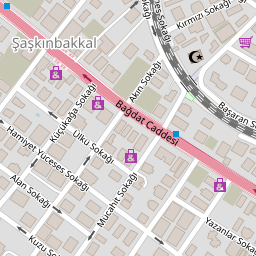 Kırmızı Sokağı
Sokağı
Şaşkınbakkal
Akın Sokağı
Bağdat Caddesi
Başaran So
Küçükağa Sokağı
Ülkü Sokağı
Hamiyet Yüceses Sokağı
Mücahit Sokağı
Alan Sokağı
Yazanlar Sokağı
Kuzu So